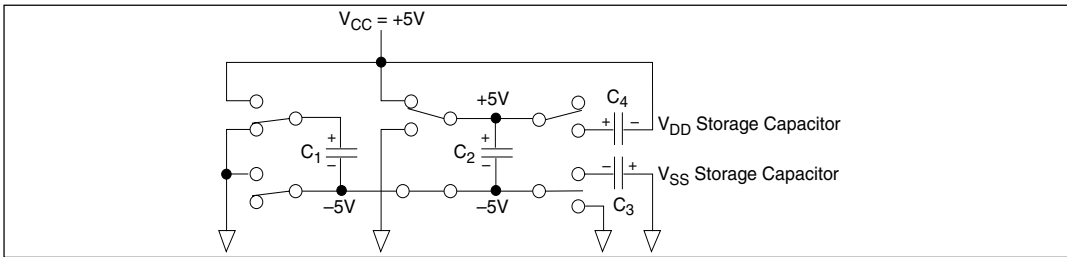 V_CC = +5V
+5V
C_4
+ −
V_DD Storage Capacitor
+
C_1
−
+
C_2
−
− +
V_SS Storage Capacitor
C_3
−5V
−5V